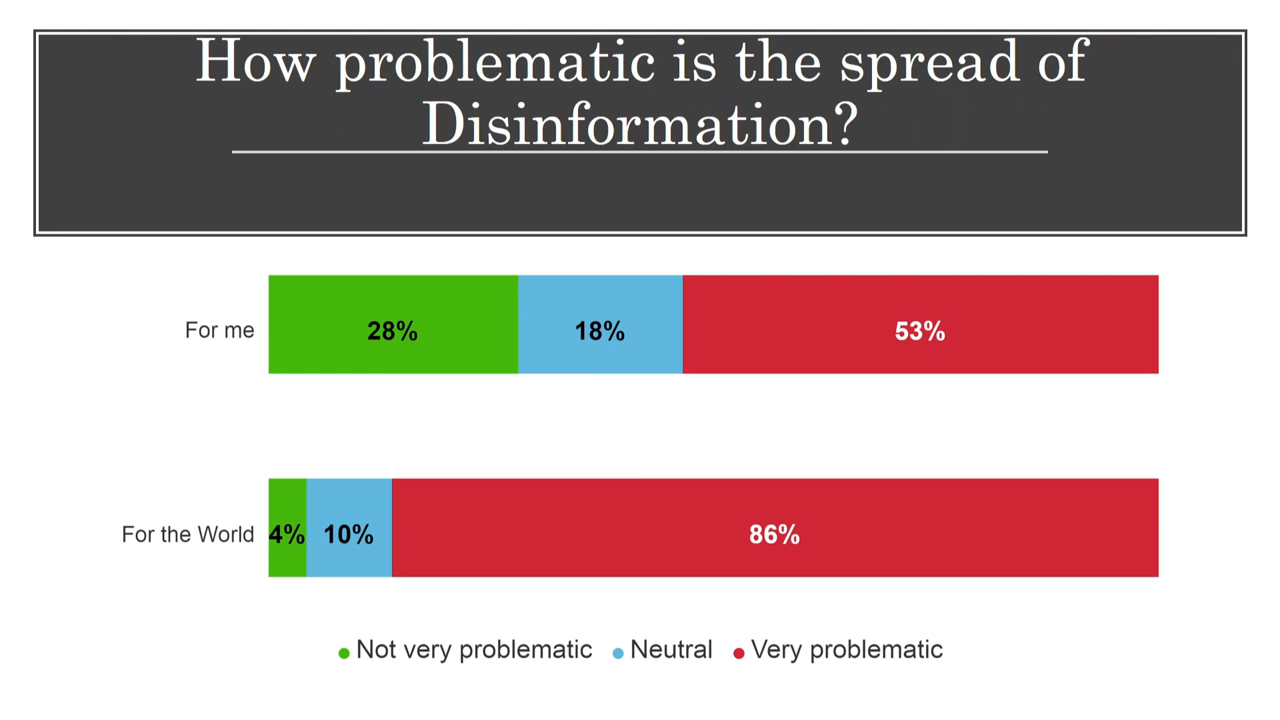 How problematic is the spread of
Disinformation?
For me
28%
18%
53%
For the World
4%
10%
86%
Not very problematic
Neutral
Very problematic